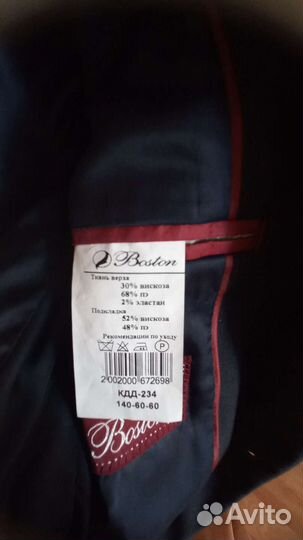 Boston
Ткань верха
30% вискоза
68% пэ
2% эластан
Подкладка
52% вискоза
48% пэ
Рекомендации по уходу
P
2002000672698
КДД-234
140-60-60
Boston
Avito